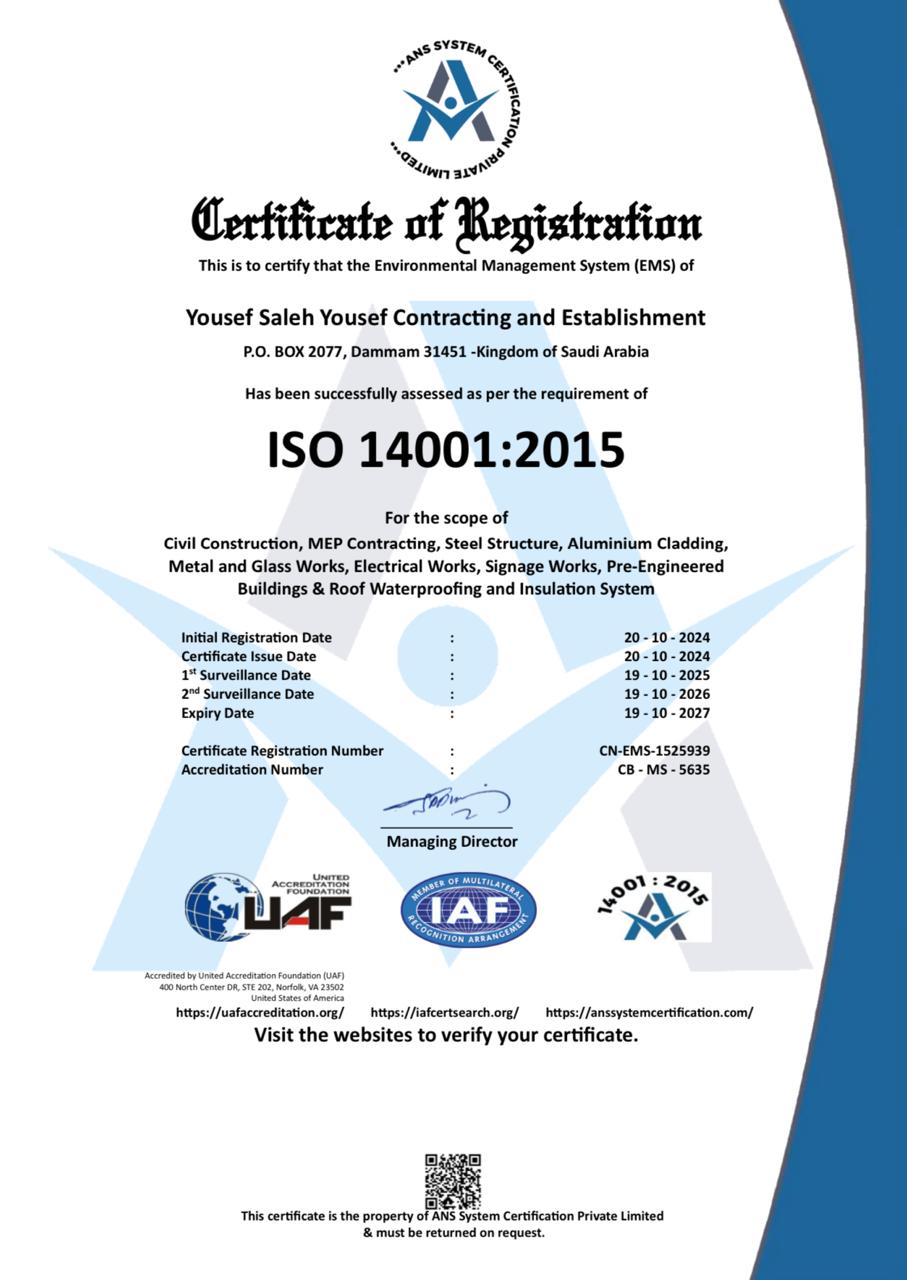 •••ANS SYSTEM CERTIFICATION PRIVATE LIMITED•••
Certificate of Registration
This is to certify that the Environmental Management System (EMS) of
Yousef Saleh Yousef Contracting and Establishment
P.O. BOX 2077, Dammam 31451 -Kingdom of Saudi Arabia
Has been successfully assessed as per the requirement of
ISO 14001:2015
For the scope of
Civil Construction, MEP Contracting, Steel Structure, Aluminium Cladding,
Metal and Glass Works, Electrical Works, Signage Works, Pre-Engineered
Buildings & Roof Waterproofing and Insulation System
Initial Registration Date : 20 - 10 - 2024
Certificate Issue Date : 20 - 10 - 2024
1st Surveillance Date : 19 - 10 - 2025
2nd Surveillance Date : 19 - 10 - 2026
Expiry Date : 19 - 10 - 2027
Certificate Registration Number : CN-EMS-1525939
Accreditation Number : CB - MS - 5635
Managing Director
UNITED
ACCREDITATION
FOUNDATION
UAF
MEMBER OF MULTILATERAL
IAF
RECOGNITION ARRANGEMENT
14001 : 2015
Accredited by United Accreditation Foundation (UAF)
400 North Center DR, STE 202, Norfolk, VA 23502
United States of America
https://uafaccreditation.org/ https://iafcertsearch.org/ https://anssystemcertification.com/
Visit the websites to verify your certificate.
This certificate is the property of ANS System Certification Private Limited
& must be returned on request.